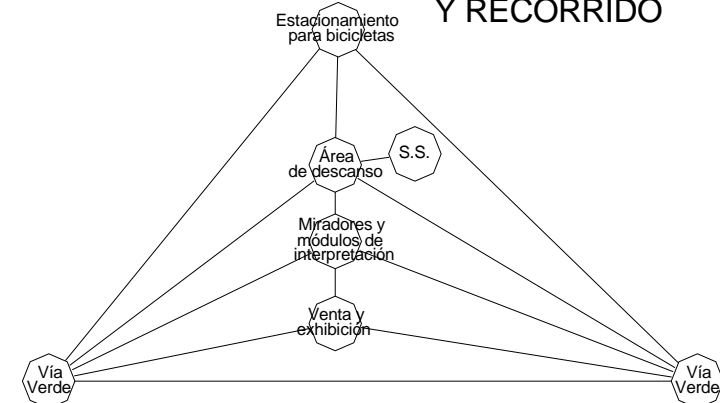 Y RECORRIDO
Estacionamiento
para bicicletas
Área
de descanso
S.S.
Miradores y
módulos de
interpretación
Venta y
exhibición
Vía
Verde
Vía
Verde